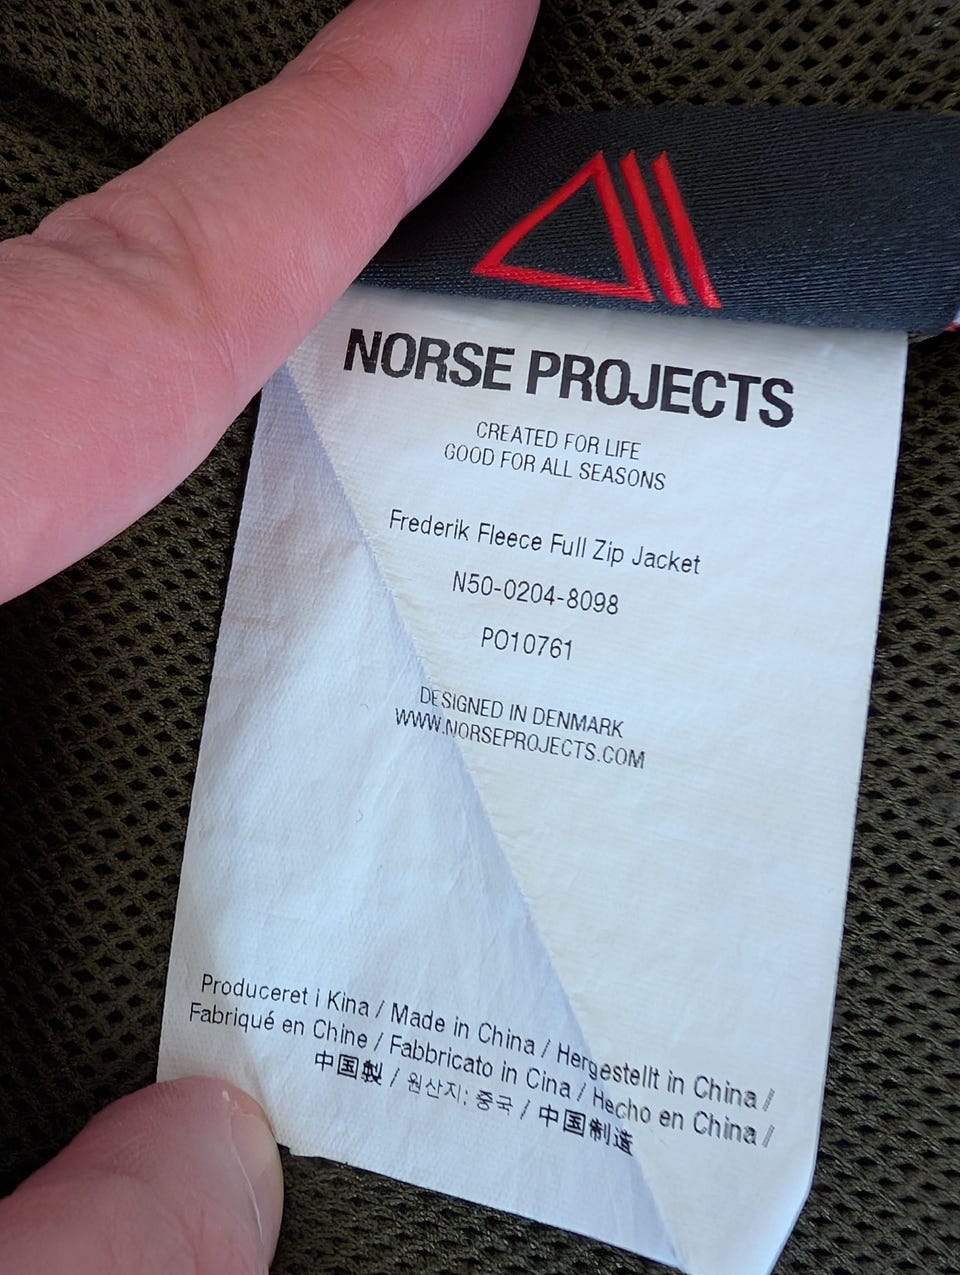 NORSE PROJECTS
CREATED FOR LIFE
GOOD FOR ALL SEASONS
Frederik Fleece Full Zip Jacket
N50-0204-8098
PO10761
DESIGNED IN DENMARK
WWW.NORSEPROJECTS.COM
Produceret i Kina / Made in China / Hergestellt in China /
Fabriqué en Chine / Fabbricato in Cina / Hecho en China /
中国製 / 원산지: 중국 / 中国制造